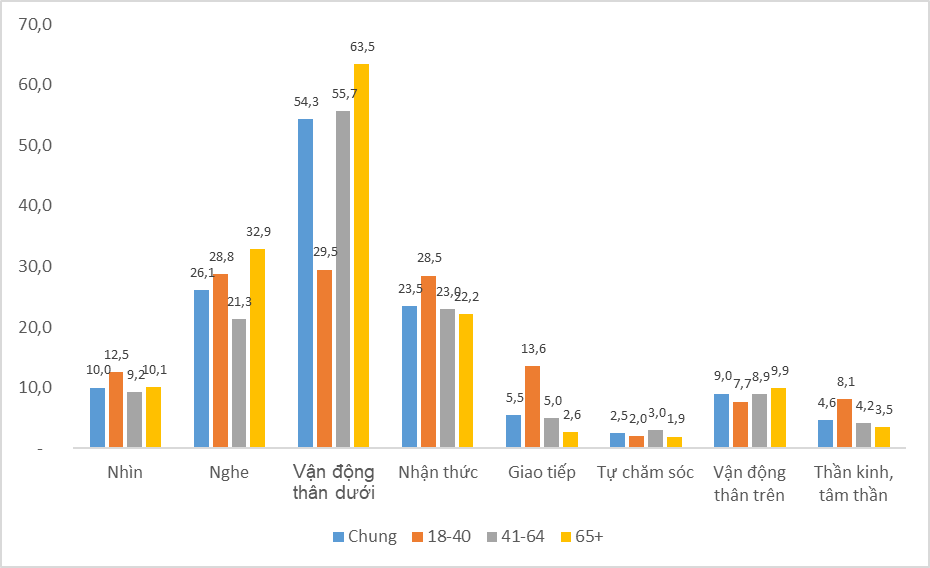 70,0
60,0
50,0
40,0
30,0
20,0
10,0
-
10,0 12,5 9,2 10,1
26,1 28,8 21,3 32,9
54,3 29,5 55,7 63,5
23,5 28,5 23,0 22,2
5,5 13,6 5,0 2,6
2,5 2,0 3,0 1,9
9,0 7,7 8,9 9,9
4,6 8,1 4,2 3,5
Nhìn
Nghe
Vận động
thân dưới
Nhận thức
Giao tiếp
Tự chăm sóc
Vận động
thân trên
Thần kinh,
tâm thần
Chung 18-40 41-64 65+